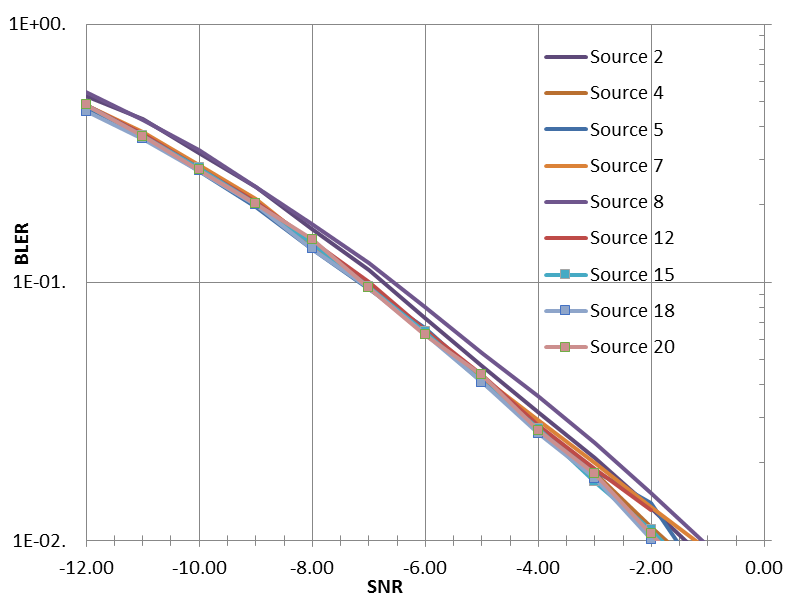 1E+00.
Source 2
Source 4
Source 5
Source 7
Source 8
Source 12
Source 15
Source 18
Source 20
BLER
1E-01.
1E-02.
-12.00 -10.00 -8.00 -6.00 -4.00 -2.00 0.00
SNR